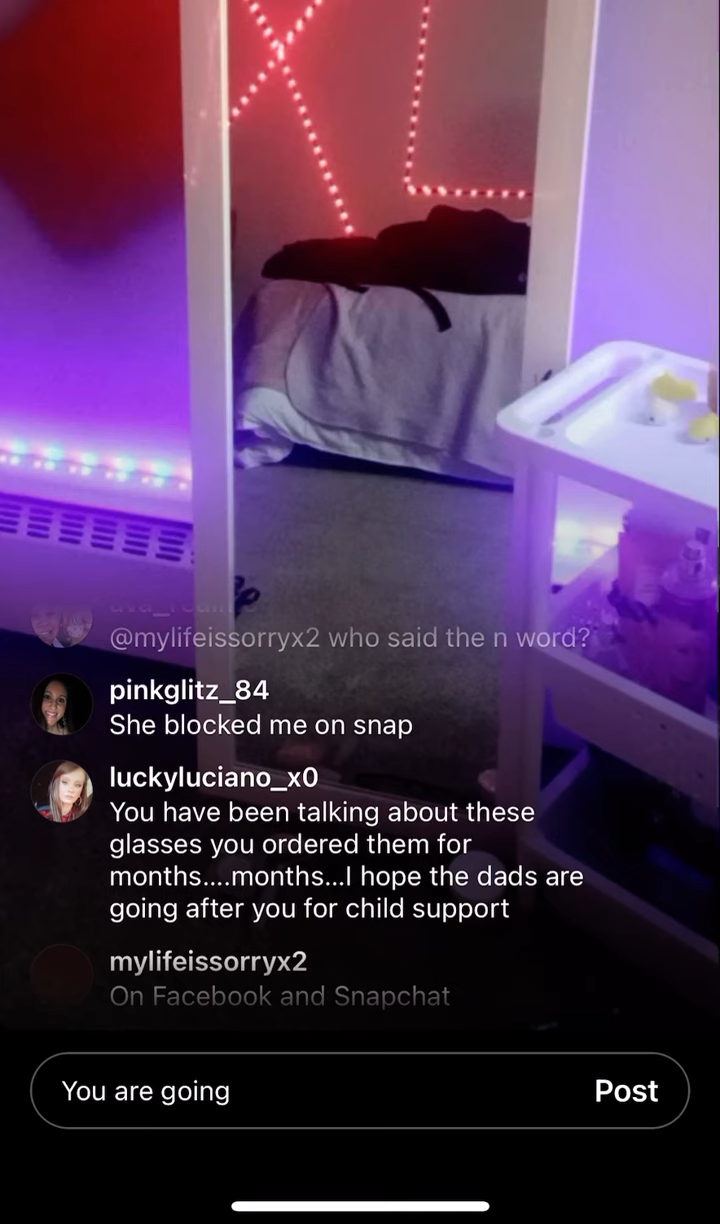 @mylifeissorryx2 who said the n word?
pinkglitz_84
She blocked me on snap
luckyluciano_x0
You have been talking about these
glasses you ordered them for
months....months...I hope the dads are
going after you for child support
mylifeissorryx2
On Facebook and Snapchat
You are going
Post